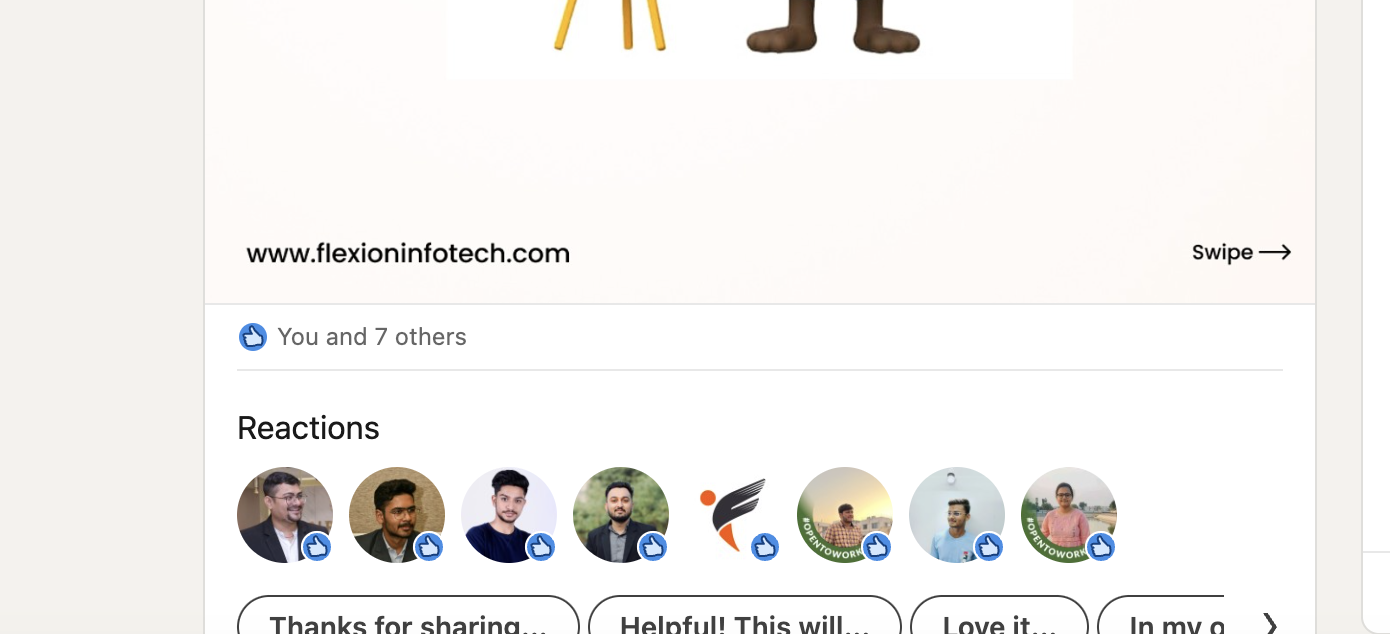 www.flexioninfotech.com
Swipe
You and 7 others
Reactions
#OPENTOWORK
#OPENTOWORK
Thanks for sharing...
Helpful! This will...
Love it...
In my o